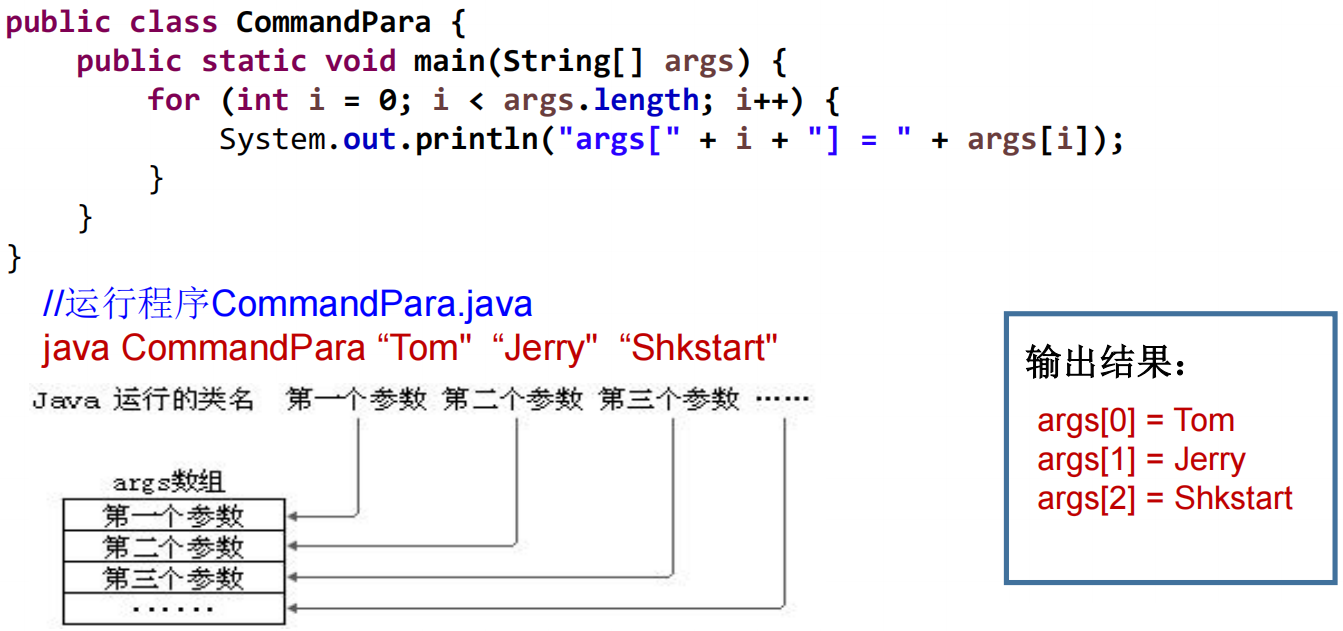 public class CommandPara {
public static void main(String[] args) {
for (int i = 0; i < args.length; i++) {
System.out.println("args[" + i + "] = " + args[i]);
}
}
}
//运行程序CommandPara.java
java CommandPara “Tom" “Jerry" “Shkstart"
Java 运行的类名 第一个参数 第二个参数 第三个参数 ……
args数组
第一个参数
第二个参数
第三个参数
……
输出结果：
args[0] = Tom
args[1] = Jerry
args[2] = Shkstart